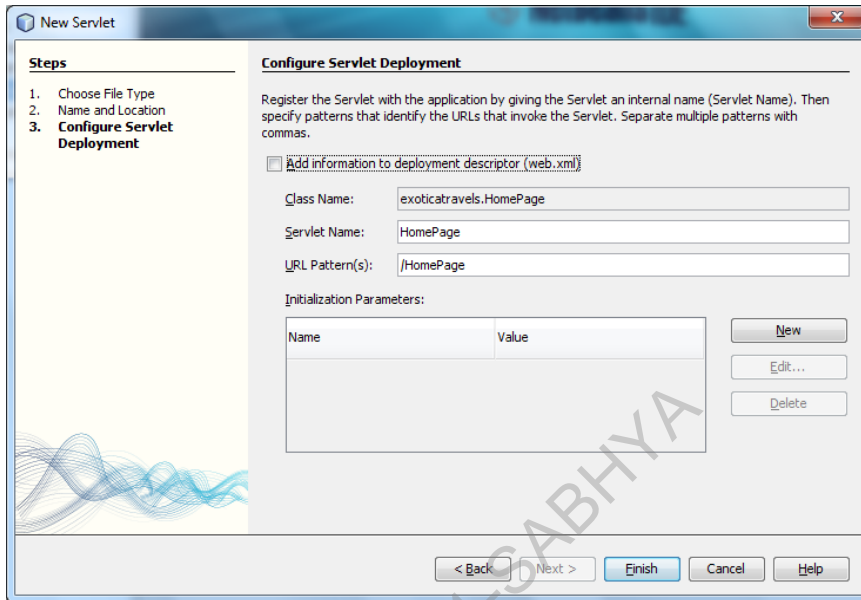 New Servlet
Steps
1. Choose File Type
2. Name and Location
3. Configure Servlet
Deployment
Configure Servlet Deployment
Register the Servlet with the application by giving the Servlet an internal name (Servlet Name). Then
specify patterns that identify the URLs that invoke the Servlet. Separate multiple patterns with
commas.
Add information to deployment descriptor (web.xml)
Class Name: exoticatravels.HomePage
Servlet Name: HomePage
URL Pattern(s): /HomePage
Initialization Parameters:
Name Value
New
Edit...
Delete
SABHYA
< Back Next > Finish Cancel Help